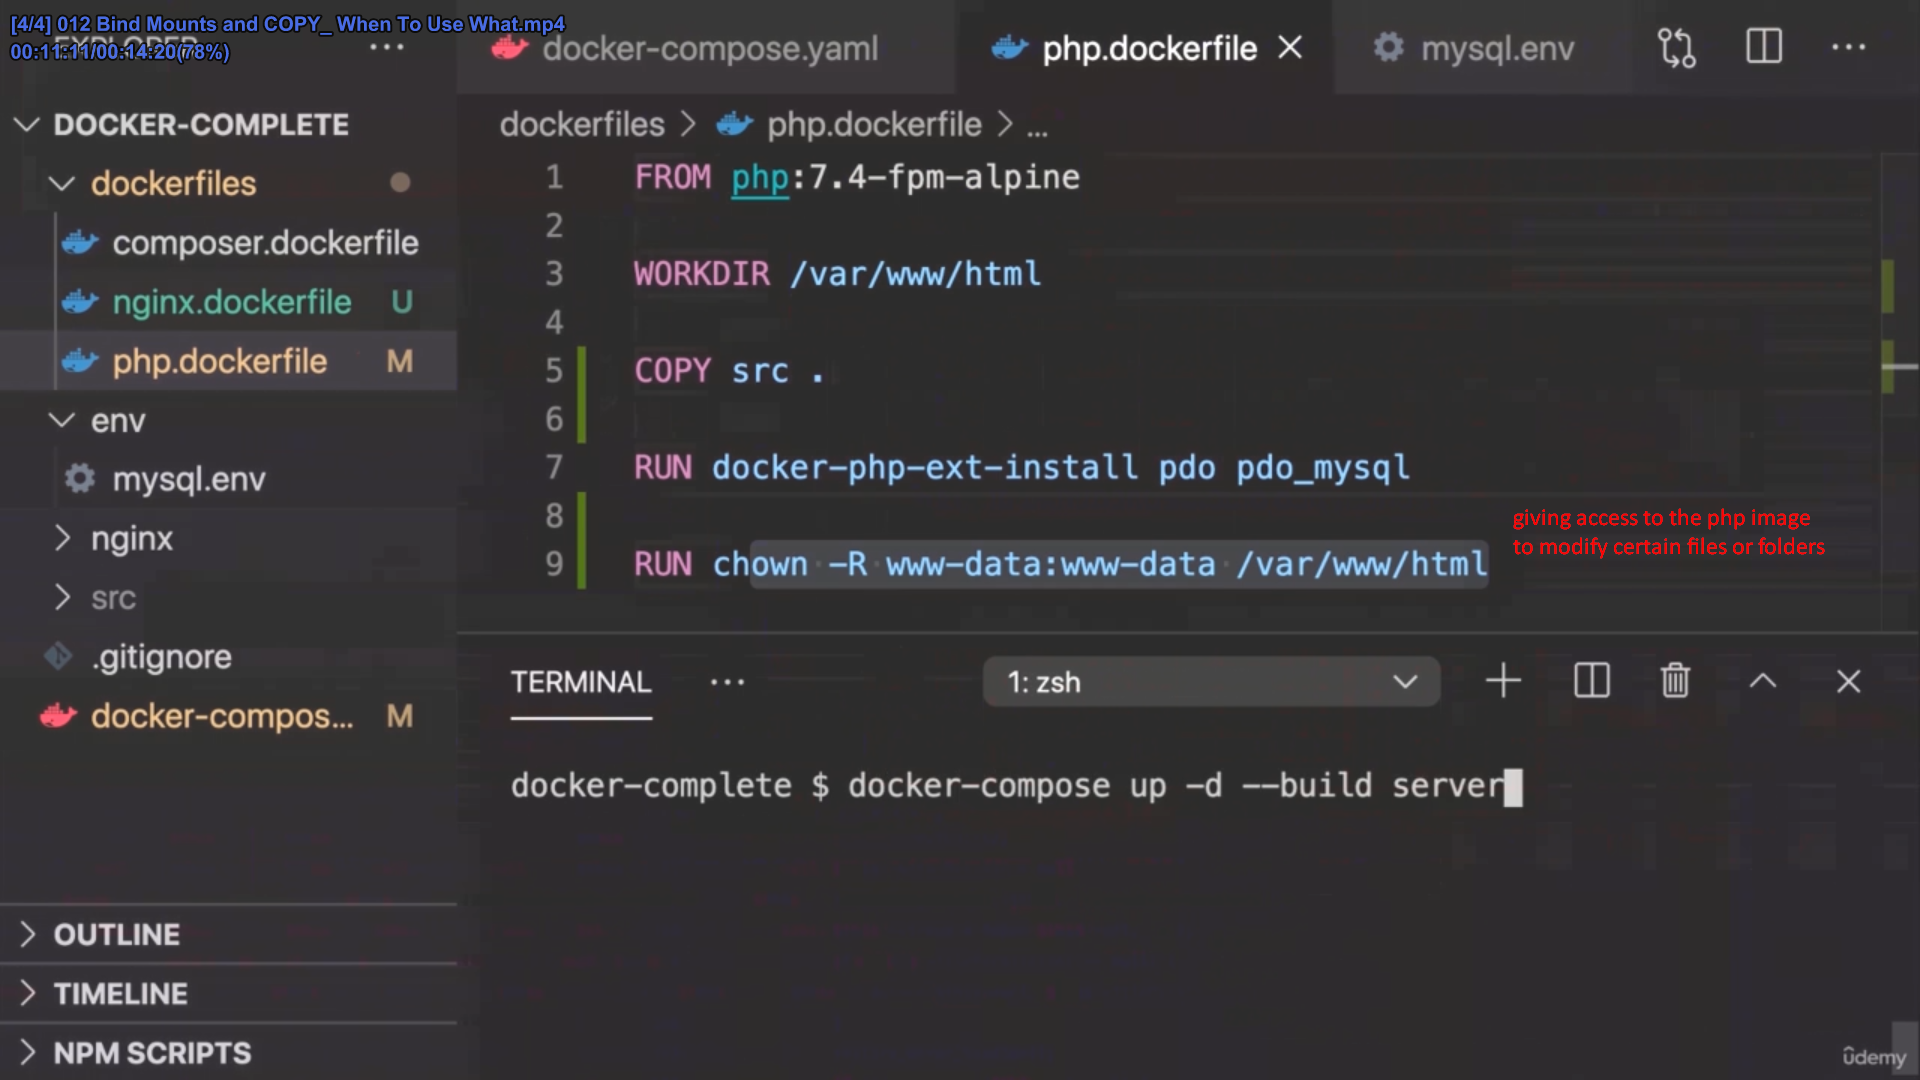 [4/4] 012 Bind Mounts and COPY_ When To Use What.mp4
00:11:11/00:14:20(78%)
EXPLORER
docker-compose.yaml
php.dockerfile
mysql.env
DOCKER-COMPLETE
dockerfiles
composer.dockerfile
nginx.dockerfile U
php.dockerfile M
env
mysql.env
nginx
src
.gitignore
docker-compos... M
OUTLINE
TIMELINE
NPM SCRIPTS
dockerfiles > php.dockerfile > ...
1 FROM php:7.4-fpm-alpine
2
3 WORKDIR /var/www/html
4
5 COPY src .
6
7 RUN docker-php-ext-install pdo pdo_mysql
8
9 RUN chown -R www-data:www-data /var/www/html
giving access to the php image
to modify certain files or folders
TERMINAL
1: zsh
docker-complete $ docker-compose up -d --build server
ûdemy